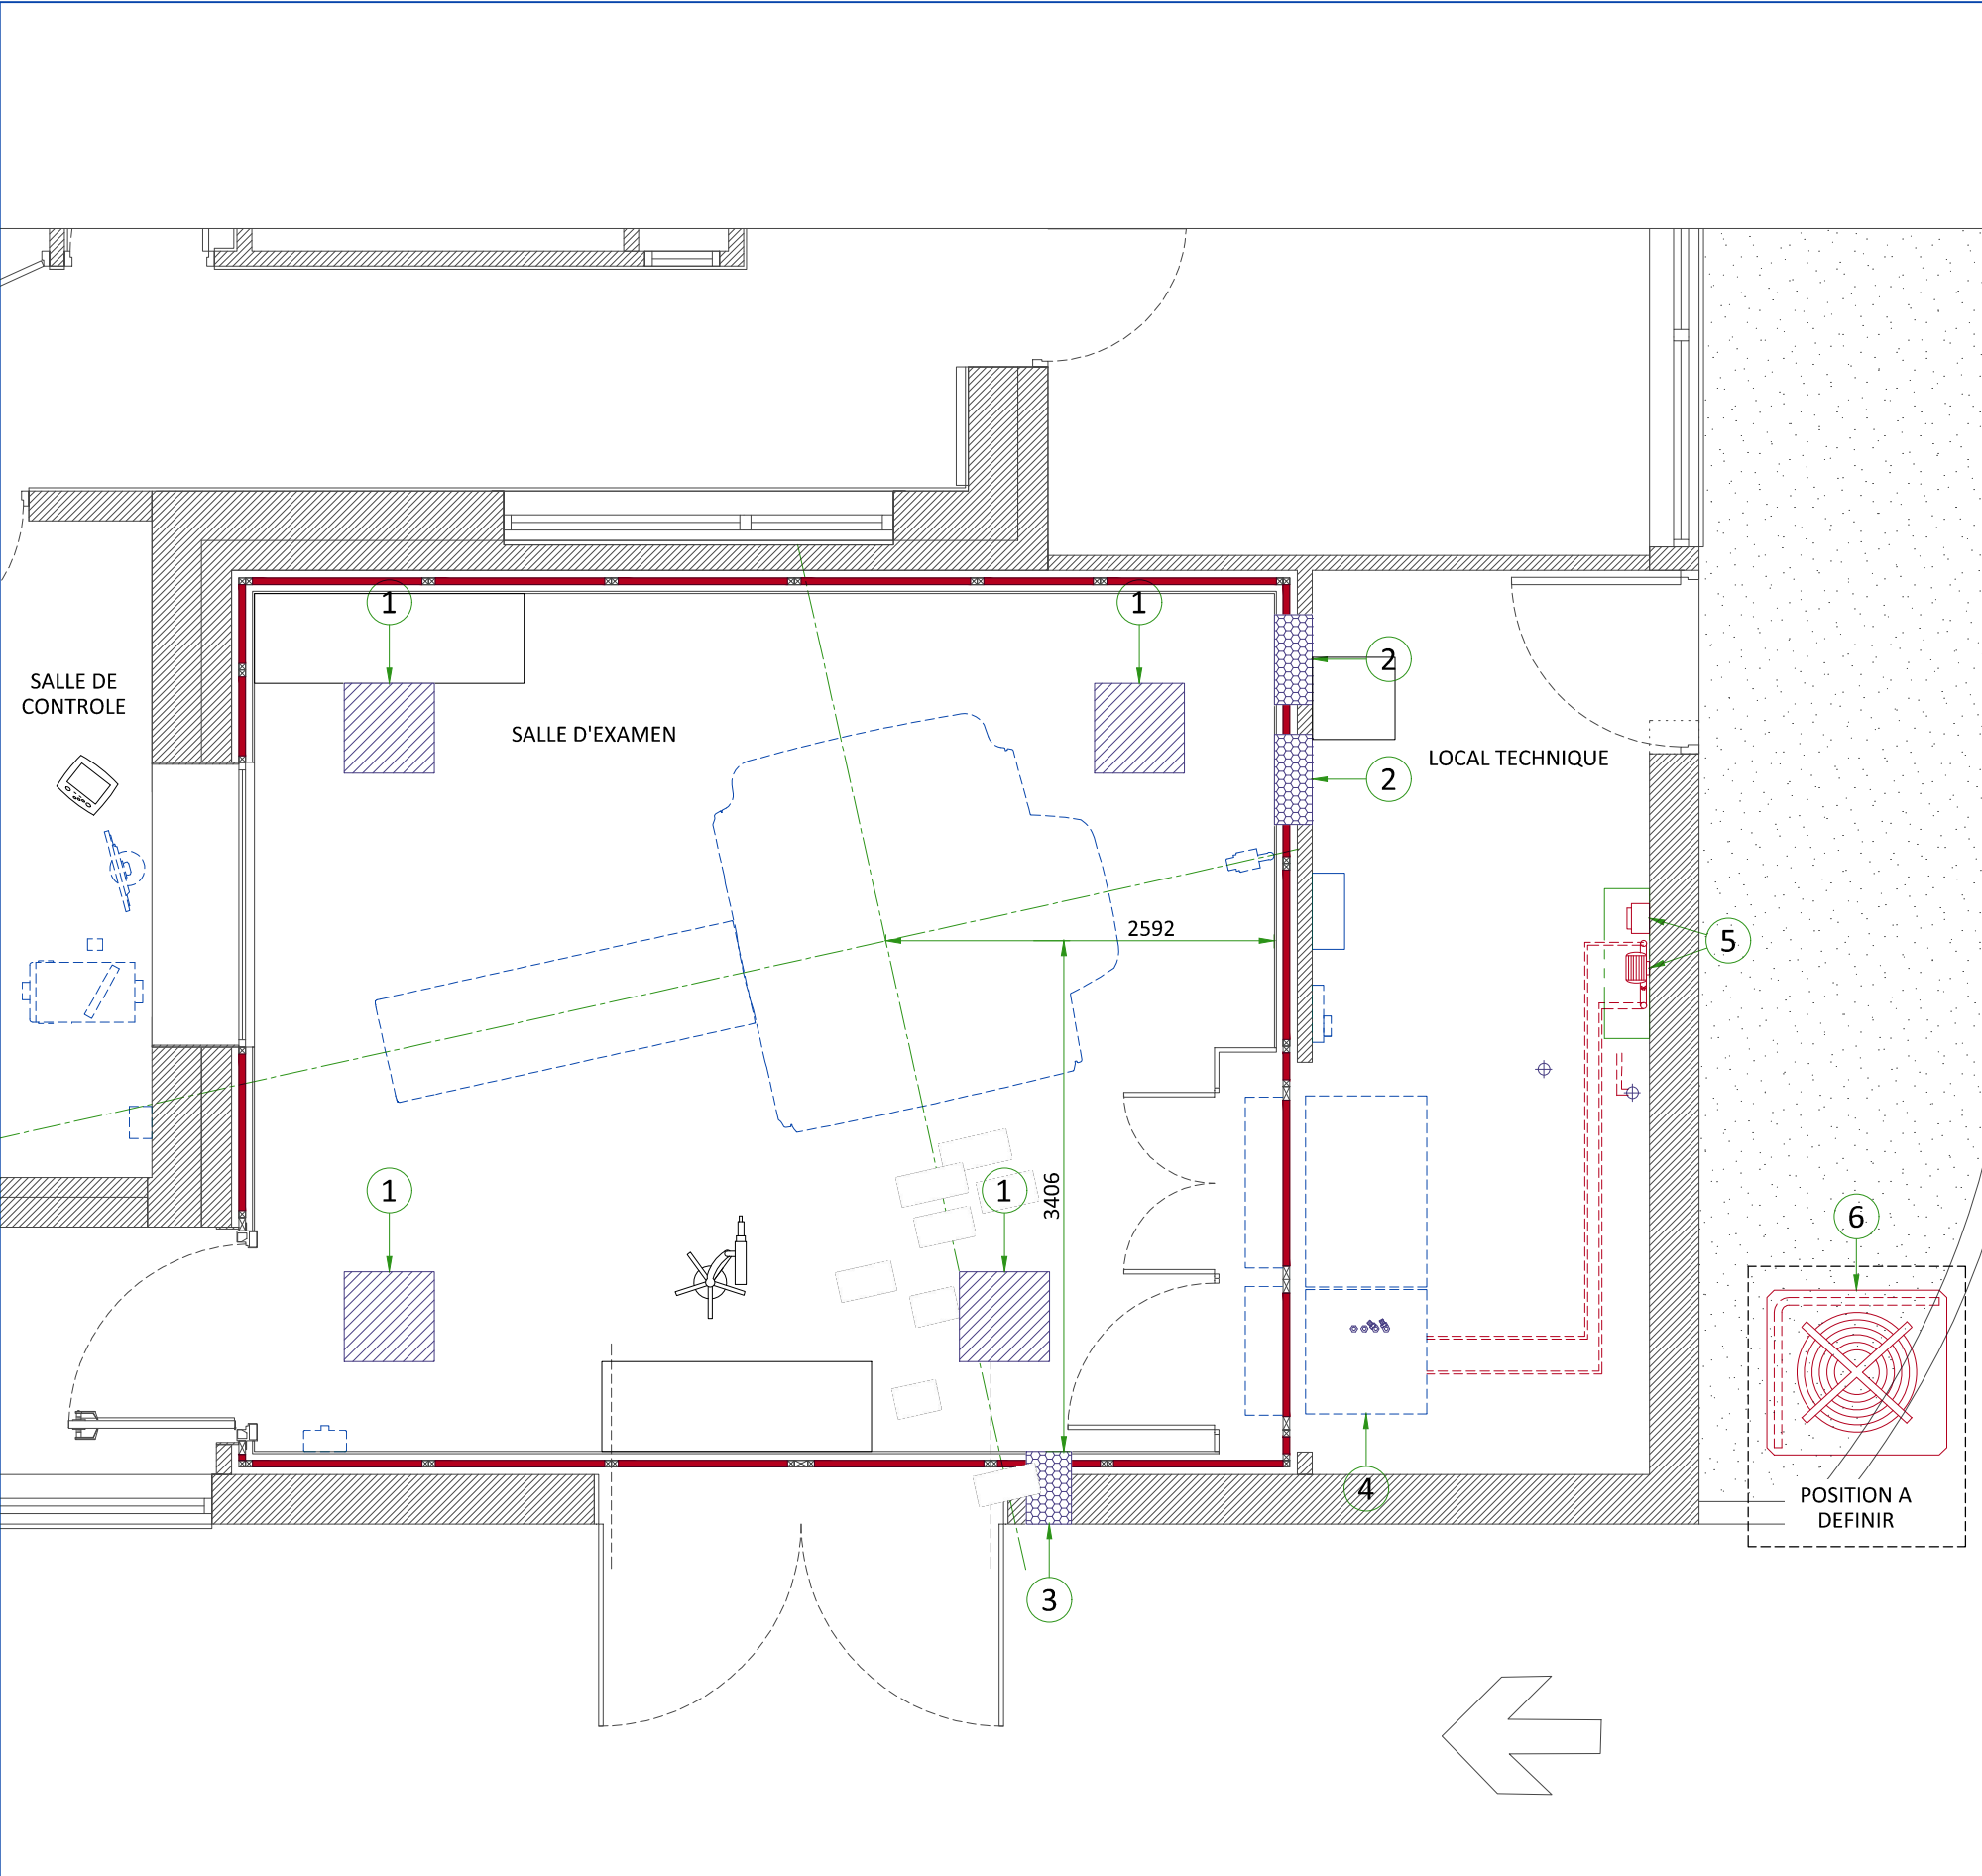 1
1
2
SALLE DE
CONTROLE
SALLE D'EXAMEN
LOCAL TECHNIQUE
2
2592
5
3406
1
1
6
4
POSITION A
DEFINIR
3